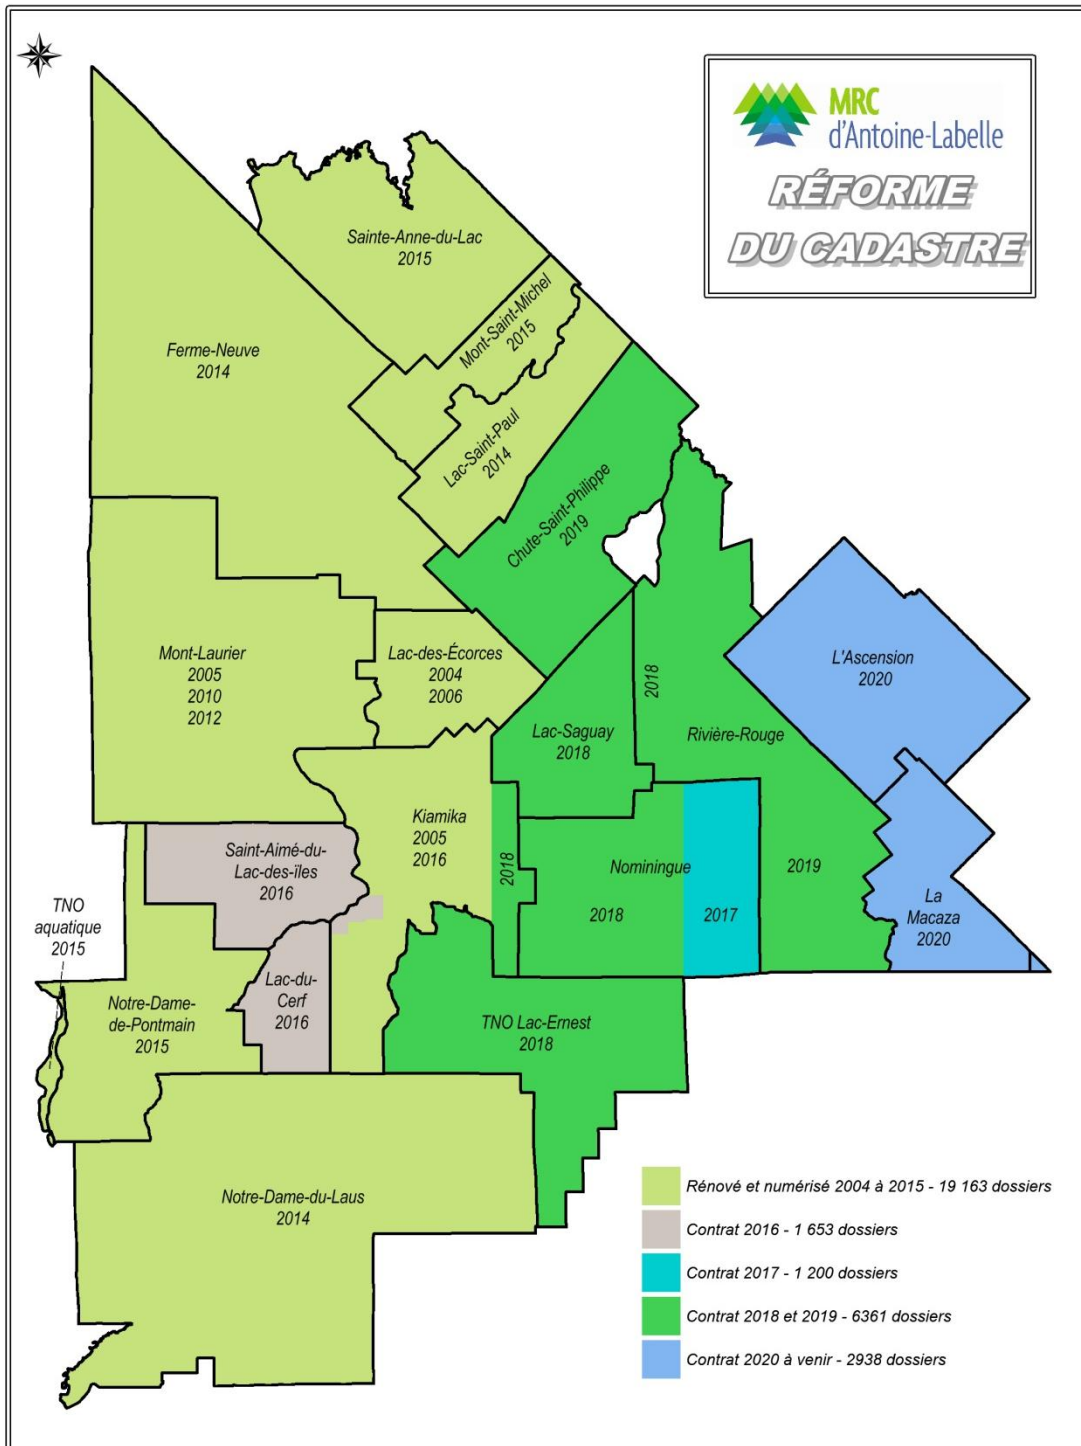 MRC
d'Antoine-Labelle
RÉFORME
DU CADASTRE
Sainte-Anne-du-Lac
2015
Mont-Saint-Michel
2015
Ferme-Neuve
2014
Lac-Saint-Paul
2014
Chute-Saint-Philippe
2019
Mont-Laurier
2005
2010
2012
Lac-des-Écorces
2004
2006
L'Ascension
2020
2018
Rivière-Rouge
2019
Lac-Saguay
2018
Kiamika
2005
2016
2018
Nominingue
2018
2017
Saint-Aimé-du-
Lac-des-îles
2016
La
Macaza
2020
TNO
aquatique
2015
Notre-Dame-
de-Pontmain
2015
Lac-du-
Cerf
2016
TNO Lac-Ernest
2018
Notre-Dame-du-Laus
2014
Rénové et numérisé 2004 à 2015 - 19 163 dossiers
Contrat 2016 - 1 653 dossiers
Contrat 2017 - 1 200 dossiers
Contrat 2018 et 2019 - 6361 dossiers
Contrat 2020 à venir - 2938 dossiers